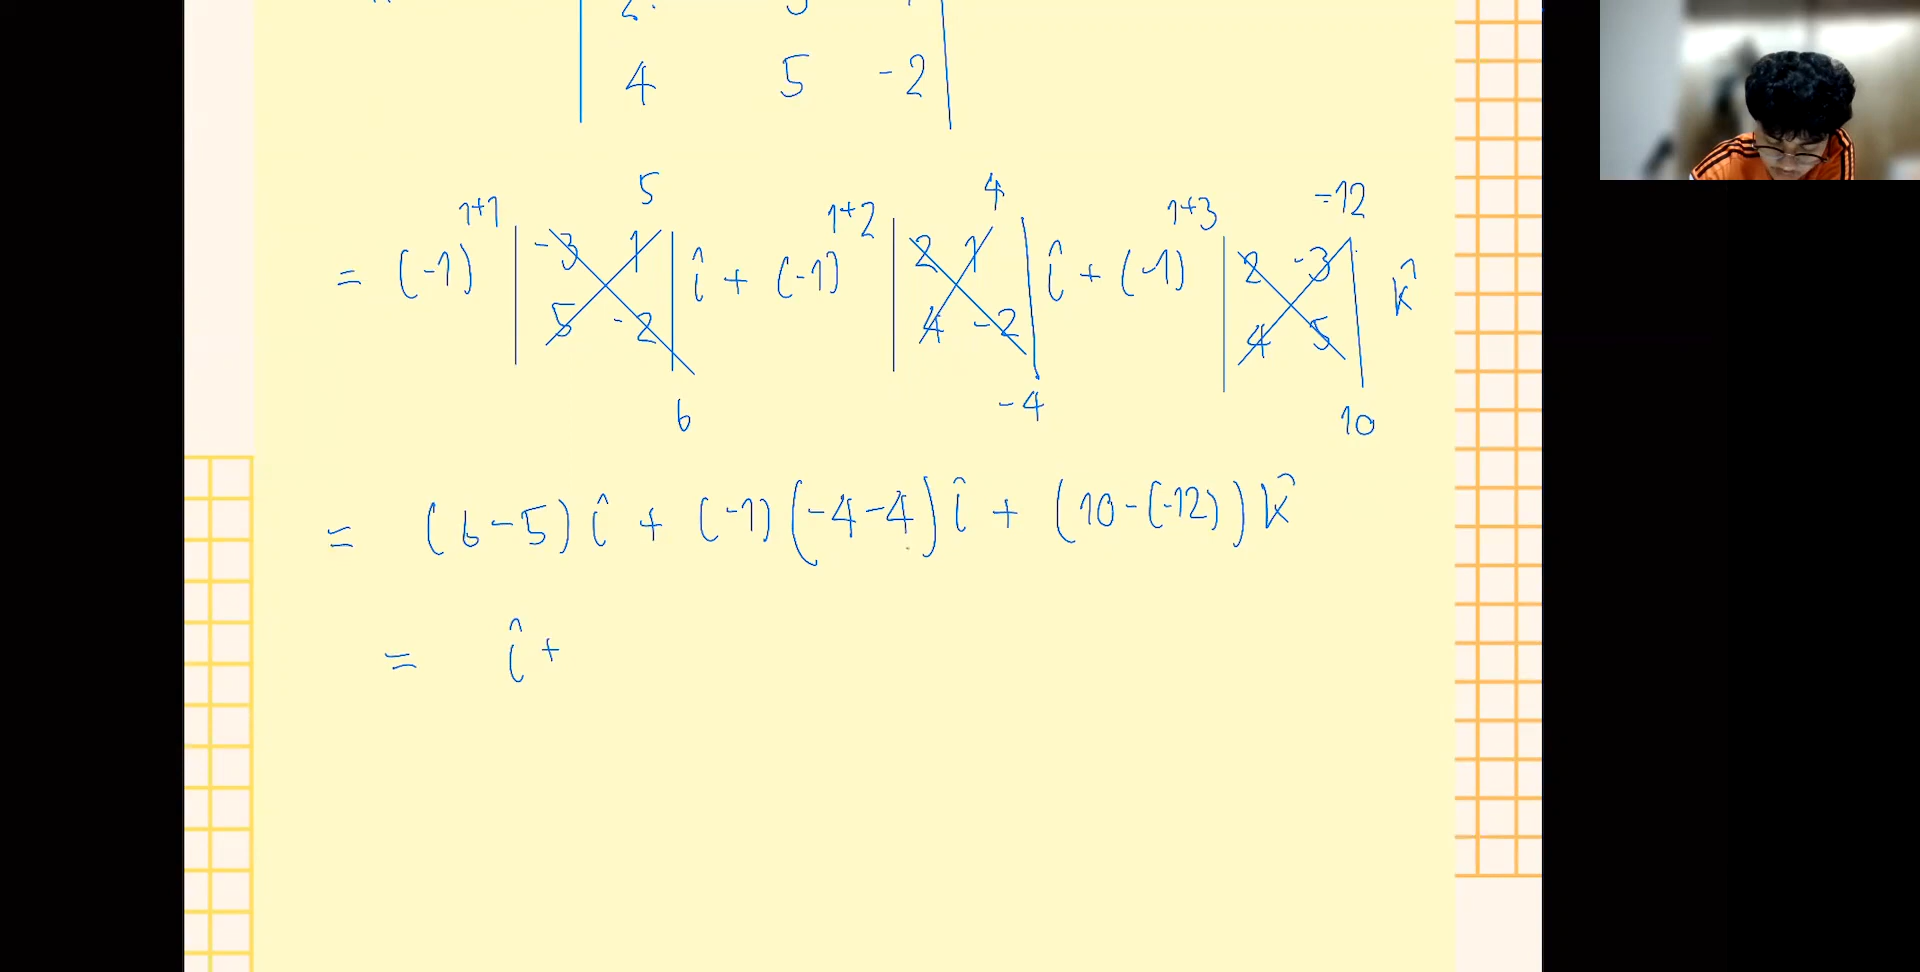 4 5 -2
5 4 -12
= (-1)^{1+1} | -3 1 | î + (-1)^{1+2} | 2 1 | î + (-1)^{1+3} | 2 -3 | k̂
5 -2 4 -2 4 5
6 -4 10
= (6-5) î + (-1) (-4-4) î + (10-(-12)) k̂
= î +